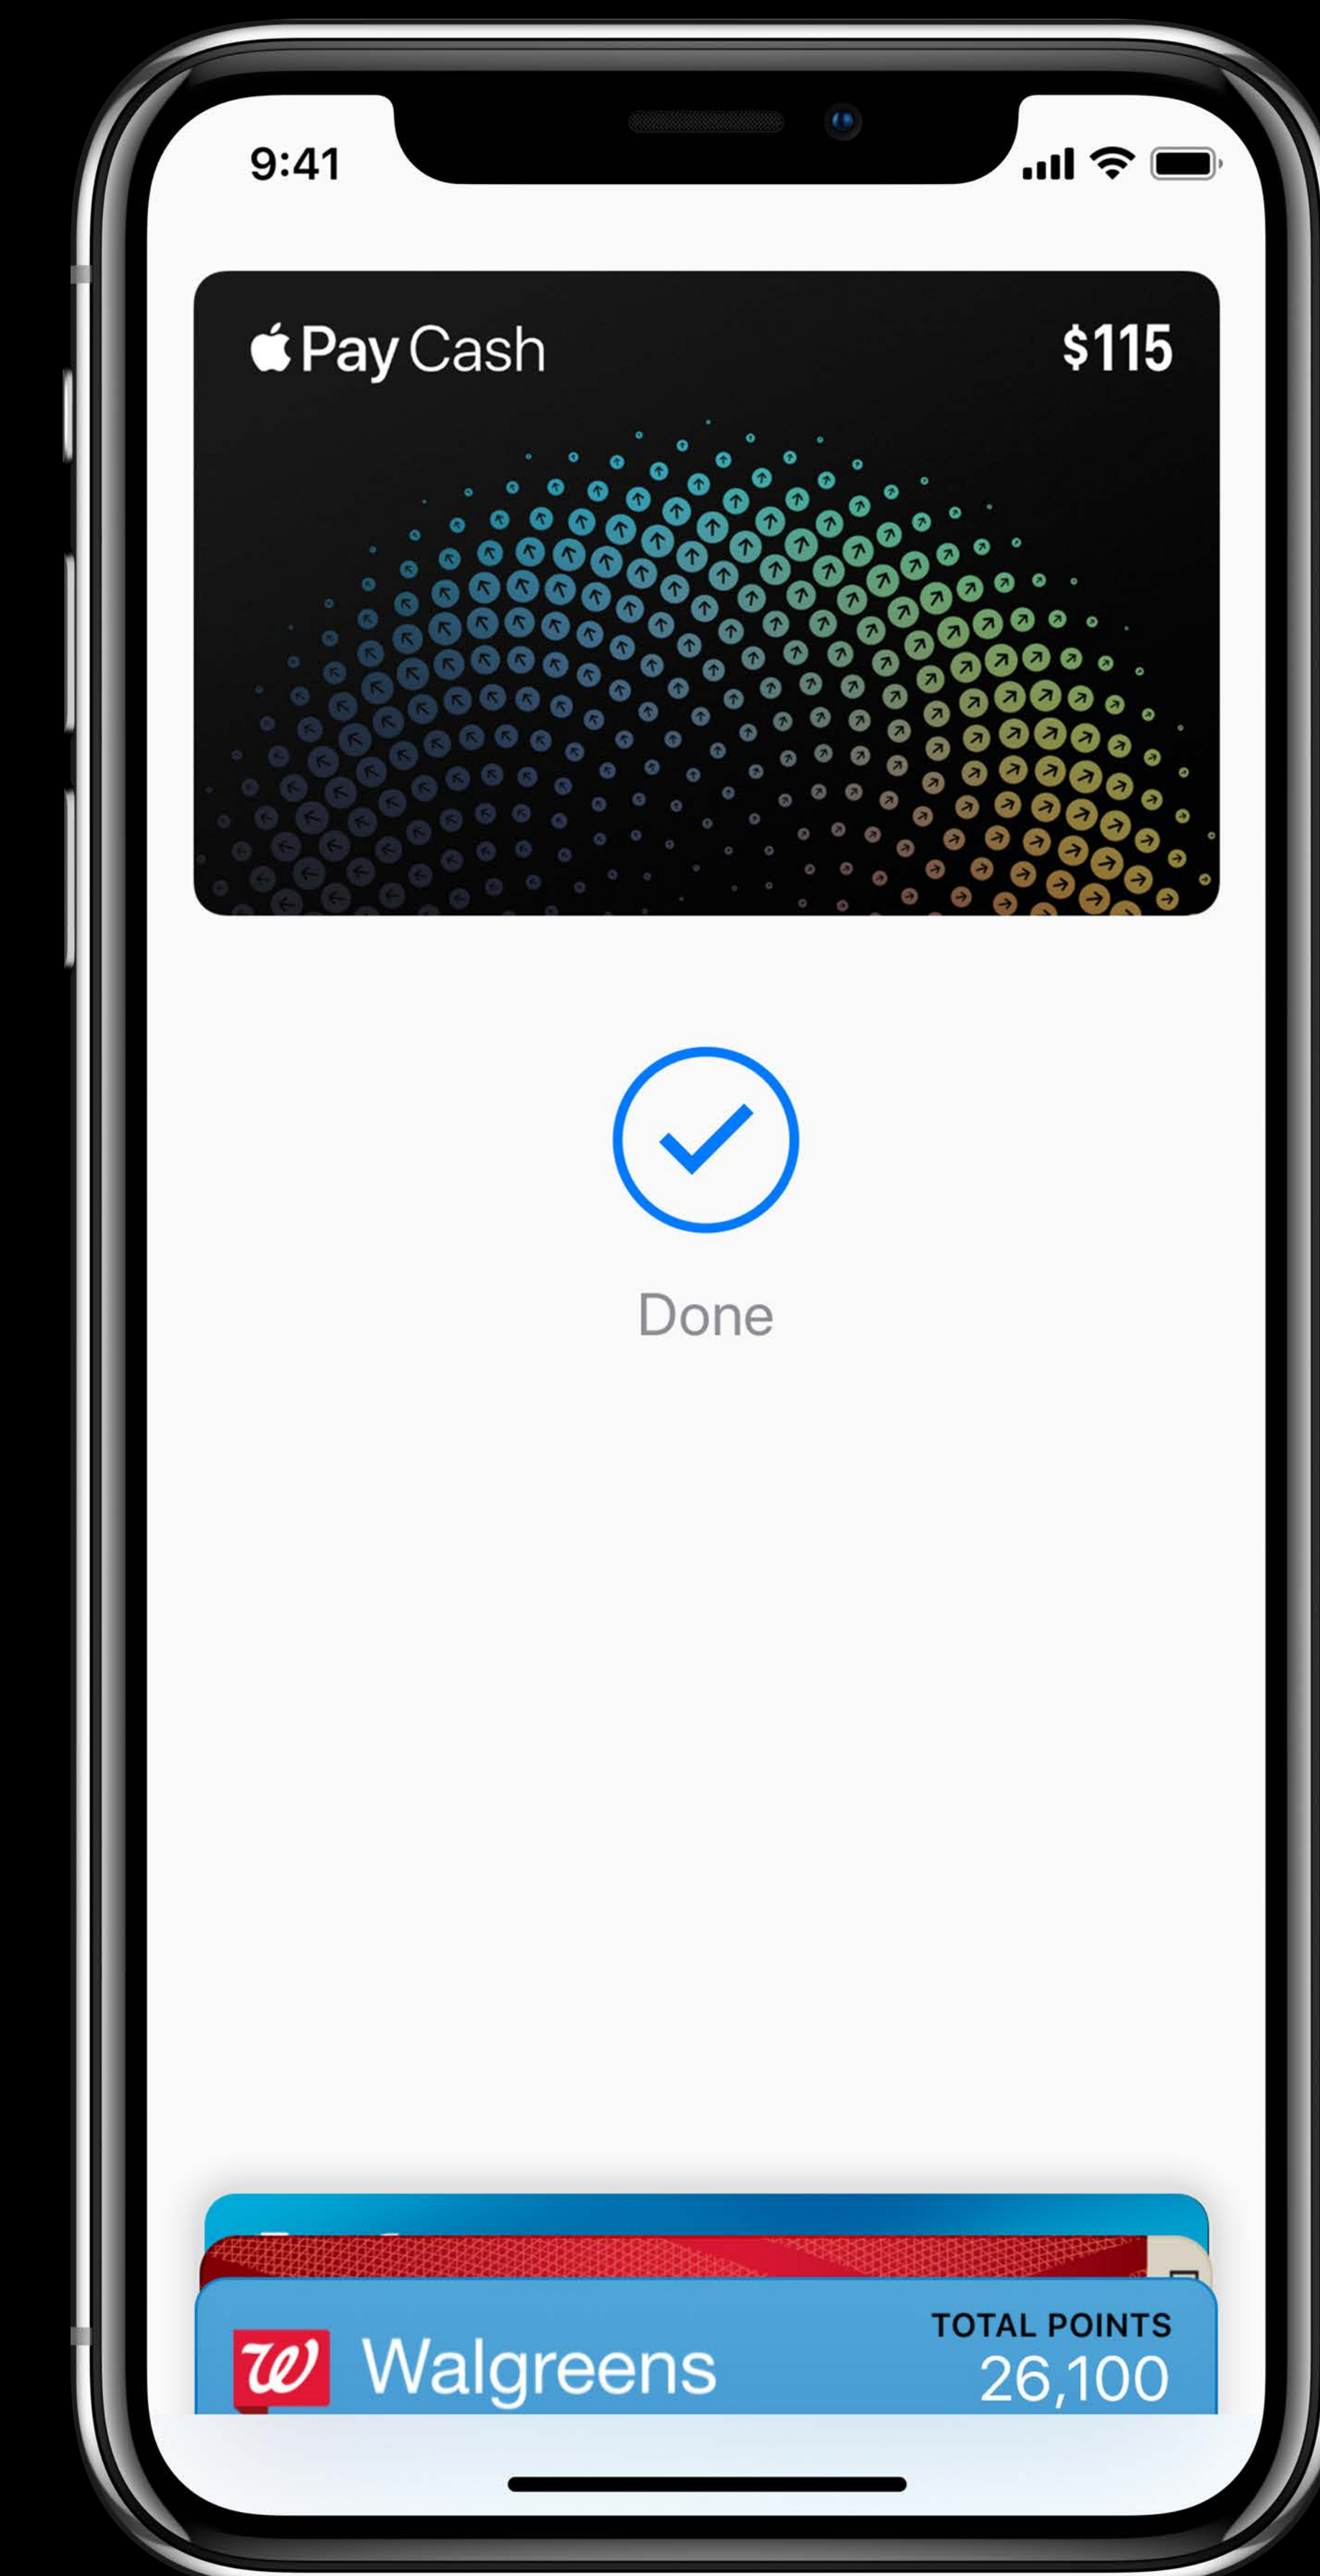 9:41
Pay Cash $115
Done
Walgreens
TOTAL POINTS
26,100